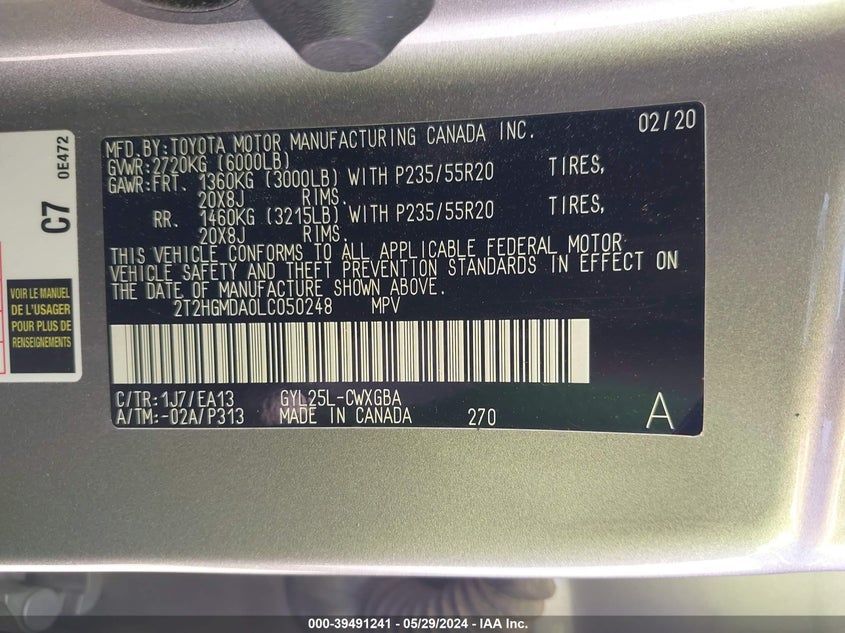 MFD. BY: TOYOTA MOTOR MANUFACTURING CANADA INC. 02/20
GVWR: 2720KG (6000LB)
GAWR: FRT. 1360KG (3000LB) WITH P235/55R20 TIRES,
20X8J RIMS.
RR. 1460KG (3215LB) WITH P235/55R20 TIRES,
20X8J RIMS.
THIS VEHICLE CONFORMS TO ALL APPLICABLE FEDERAL MOTOR
VEHICLE SAFETY AND THEFT PREVENTION STANDARDS IN EFFECT ON
THE DATE OF MANUFACTURE SHOWN ABOVE.
2T2HGMDA0LC050248 MPV
C/TR: 1J7/EA13 GYL25L-CWXGBA
A/TM: -02A/P313 MADE IN CANADA 270 A
C7 0E472
VOIR LE MANUEL
DE L'USAGER
POUR PLUS DE
RENSEIGNEMENTS
000-39491241 - 05/29/2024 - IAA Inc.